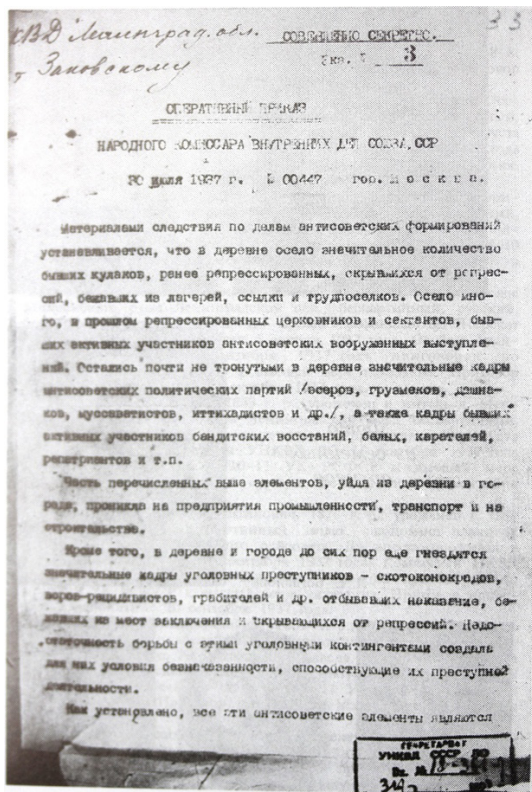 СОВЕРШЕННО СЕКРЕТНО.
Заковскому
Экз. № 3
ОПЕРАТИВНЫЙ ПРИКАЗ
НАРОДНОГО КОМИССАРА ВНУТРЕННИХ ДЕЛ СОЮЗА ССР
30 июля 1937 г. № 00447 гор. Москва.
Материалами следствия по делам антисоветских формирований
устанавливается, что в деревне осело значительное количество
бывших кулаков, ранее репрессированных, скрывшихся от репрес-
сий, бежавших из лагерей, ссылки и трудпоселков. Осело мно-
го, в прошлом репрессированных церковников и сектантов, быв-
ших активных участников антисоветских вооруженных выступле-
ний. Остались почти не тронутыми в деревне значительные кадры
антисоветских политических партий /эсеров, грузмеков, дашна-
ков, муссаватистов, иттихадистов и др./, а также кадры бывших
активных участников бандитских восстаний, белых, карателей,
репатриантов и т.п.
Часть перечисленных выше элементов, уйдя из деревни в го-
рода, проникла на предприятия промышленности, транспорт и на
строительства.
Кроме того, в деревне и городе до сих пор еще гнездятся
значительные кадры уголовных преступников - скотоконокрадов,
воров-рецидивистов, грабителей и др. отбывавших наказание, бе-
жавших из мест заключения и скрывающихся от репрессий. Недо-
статочность борьбы с этими уголовными контингентами создала
для них условия безнаказанности, способствующие их преступной
деятельности.
Как установлено, все эти антисоветские элементы являются
СЕКРЕТАРИАТ
УНКВД СССР ЛО
Вх. №